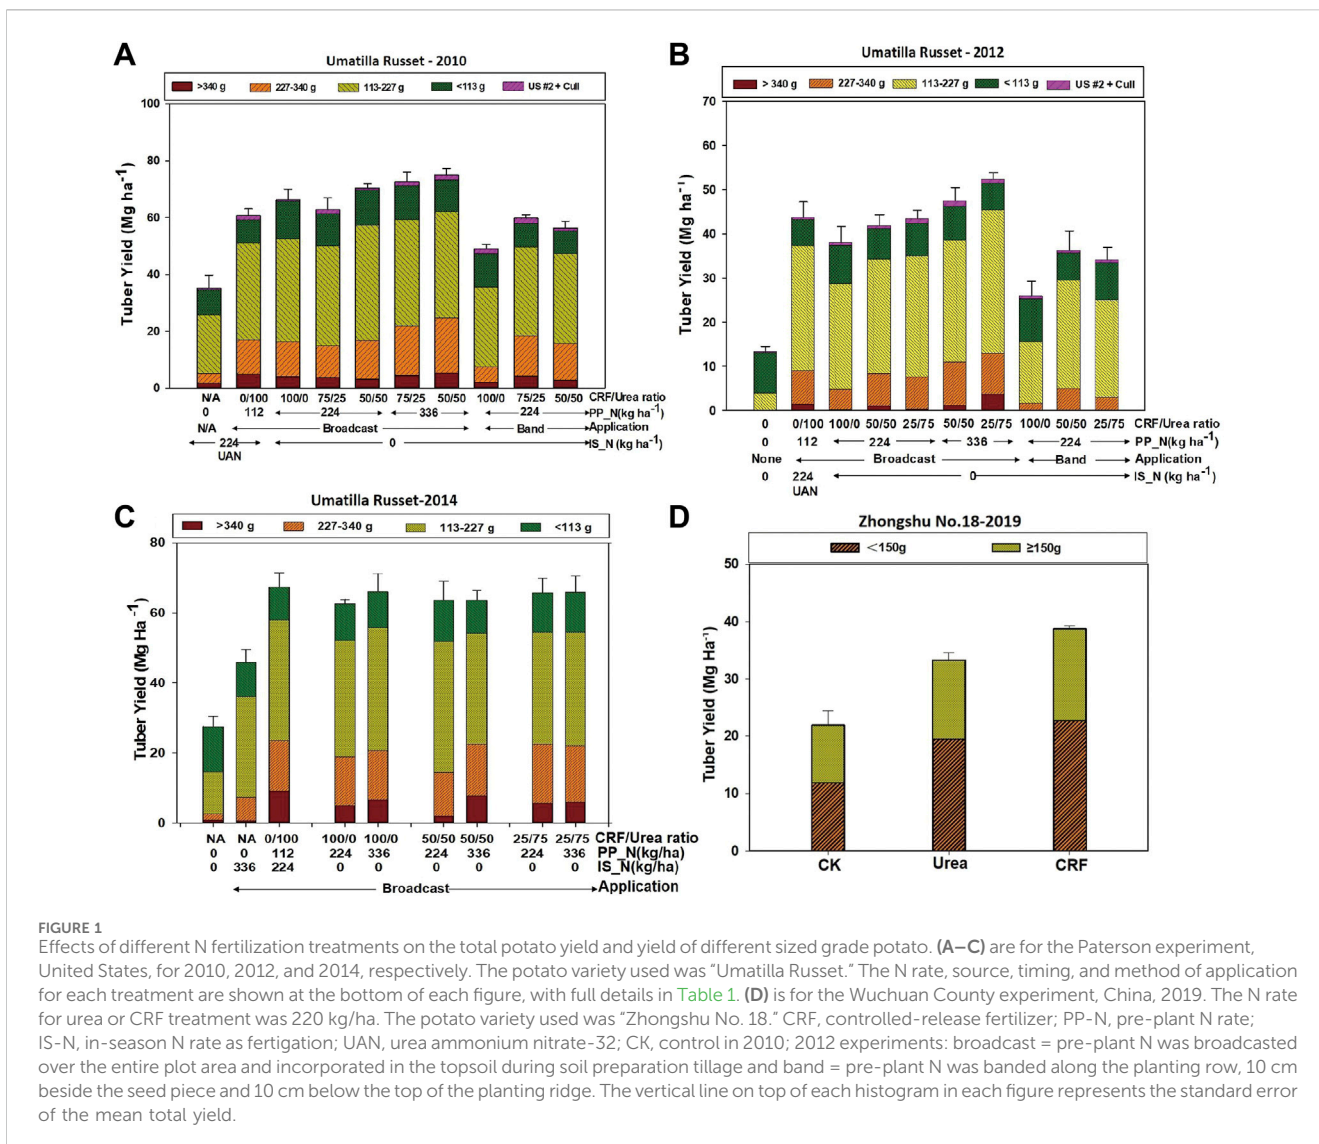 A
Umatilla Russet - 2010
>340 g
227-340 g
113-227 g
<113 g
US #2 + Cull
Tuber Yield (Mg ha⁻¹)
100
80
60
40
20
0
N/A 0/100 100/0 75/25 50/50 75/25 50/50 100/0 75/25 50/50 CRF/Urea ratio
0 112 224 336 224 PP_N(kg ha⁻¹)
N/A Broadcast Band Application
224 0 IS_N (kg ha⁻¹)
UAN
B
Umatilla Russet - 2012
> 340 g
227-340 g
113-227 g
< 113 g
US #2 + Cull
Tuber Yield (Mg ha⁻¹)
70
60
50
40
30
20
10
0
0 0/100 100/0 50/50 25/75 50/50 25/75 100/0 50/50 25/75 CRF/Urea ratio
0 112 224 336 224 PP_N(kg ha⁻¹)
None Broadcast Band Application
0 224 0 IS_N (kg ha⁻¹)
UAN
C
Umatilla Russet-2014
>340 g
227-340 g
113-227 g
<113 g
Tuber Yield (Mg Ha⁻¹)
80
60
40
20
0
NA NA 0/100 100/0 100/0 50/50 50/50 25/75 25/75 CRF/Urea ratio
0 0 112 224 336 224 336 224 336 PP_N(kg/ha)
0 336 224 0 0 0 0 0 0 IS_N(kg/ha)
Broadcast Application
D
Zhongshu No.18-2019
<150g
≥150g
Tuber Yield (Mg Ha⁻¹)
50
40
30
20
10
0
CK Urea CRF
FIGURE 1
Effects of different N fertilization treatments on the total potato yield and yield of different sized grade potato. (A–C) are for the Paterson experiment,
United States, for 2010, 2012, and 2014, respectively. The potato variety used was “Umatilla Russet.” The N rate, source, timing, and method of application
for each treatment are shown at the bottom of each figure, with full details in Table 1. (D) is for the Wuchuan County experiment, China, 2019. The N rate
for urea or CRF treatment was 220 kg/ha. The potato variety used was “Zhongshu No. 18.” CRF, controlled-release fertilizer; PP-N, pre-plant N rate;
IS-N, in-season N rate as fertigation; UAN, urea ammonium nitrate-32; CK, control in 2010; 2012 experiments: broadcast = pre-plant N was broadcasted
over the entire plot area and incorporated in the topsoil during soil preparation tillage and band = pre-plant N was banded along the planting row, 10 cm
beside the seed piece and 10 cm below the top of the planting ridge. The vertical line on top of each histogram in each figure represents the standard error
of the mean total yield.